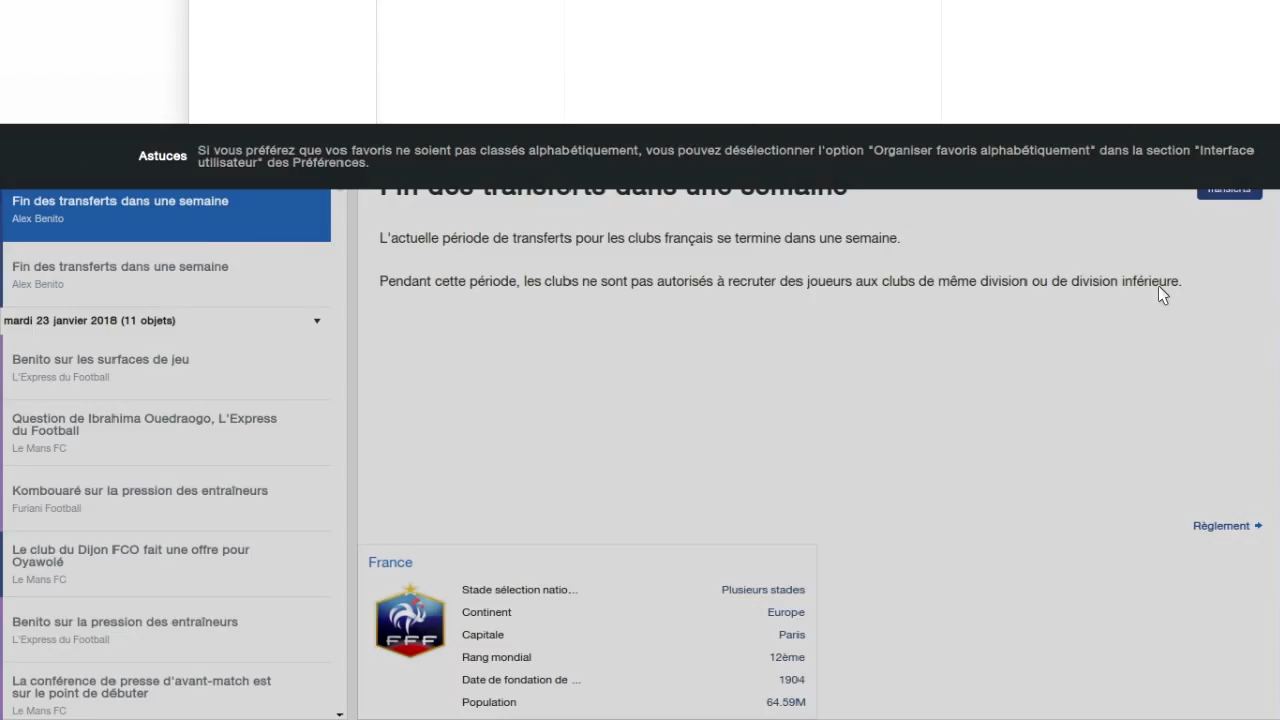 Astuces
Si vous préférez que vos favoris ne soient pas classés alphabétiquement, vous pouvez désélectionner l'option "Organiser favoris alphabétiquement" dans la section "Interface
utilisateur" des Préférences.
Fin des transferts dans une semaine
Alex Benito
Fin des transferts dans une semaine
Alex Benito
mardi 23 janvier 2018 (11 objets)
Benito sur les surfaces de jeu
L'Express du Football
Question de Ibrahima Ouedraogo, L'Express
du Football
Le Mans FC
Kombouaré sur la pression des entraîneurs
Furiani Football
Le club du Dijon FCO fait une offre pour
Oyawolé
Le Mans FC
Benito sur la pression des entraîneurs
L'Express du Football
La conférence de presse d'avant-match est
sur le point de débuter
Le Mans FC
Fin des transferts dans une semaine
Transferts
L'actuelle période de transferts pour les clubs français se termine dans une semaine.
Pendant cette période, les clubs ne sont pas autorisés à recruter des joueurs aux clubs de même division ou de division inférieure.
Règlement
France
FFF
Stade sélection natio... Plusieurs stades
Continent Europe
Capitale Paris
Rang mondial 12ème
Date de fondation de ... 1904
Population 64.59M